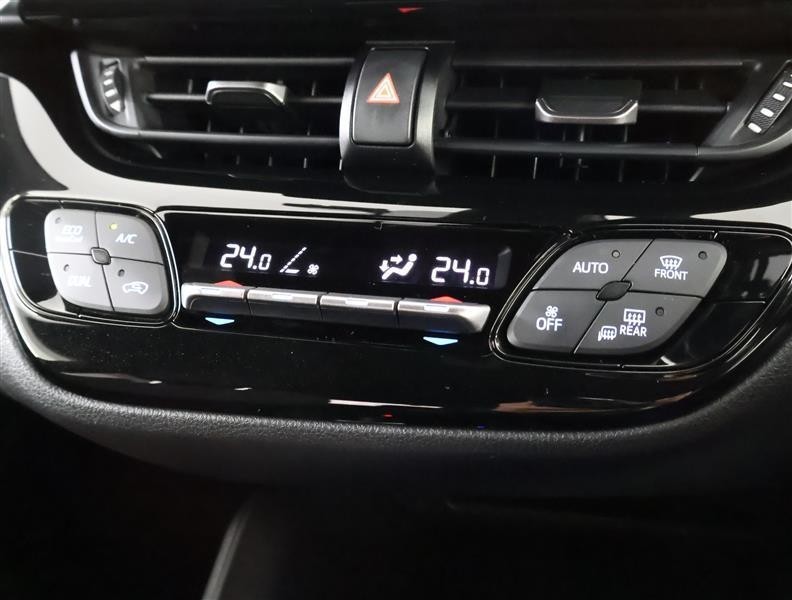 ECO
A/C
DUAL
24.0
24.0
AUTO
FRONT
OFF
REAR